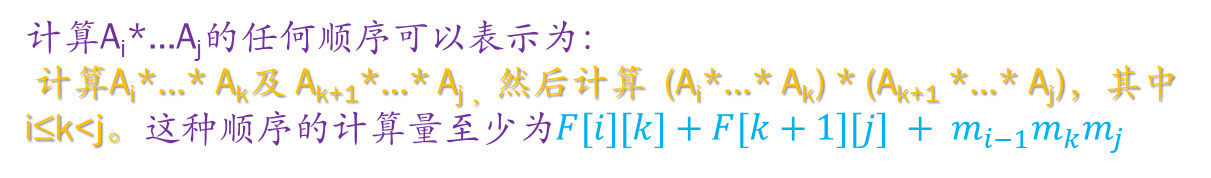 计算Aᵢ*…Aⱼ的任何顺序可以表示为：
计算Aᵢ*…* Aₖ及 Aₖ₊₁*…* Aⱼ，然后计算 (Aᵢ*…* Aₖ) * (Aₖ₊₁ *…* Aⱼ)，其中
i≤k<j。这种顺序的计算量至少为F[i][k] + F[k + 1][j] + mᵢ₋₁mₖmⱼ